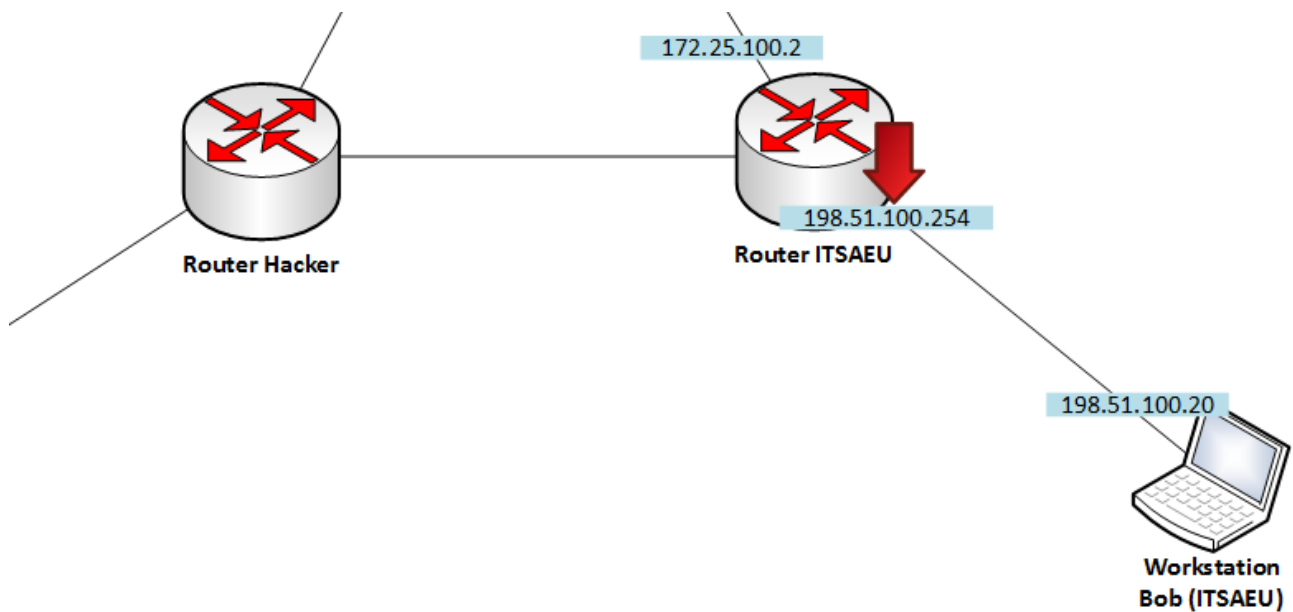 172.25.100.2
198.51.100.254
Router Hacker
Router ITSAEU
198.51.100.20
Workstation
Bob (ITSAEU)